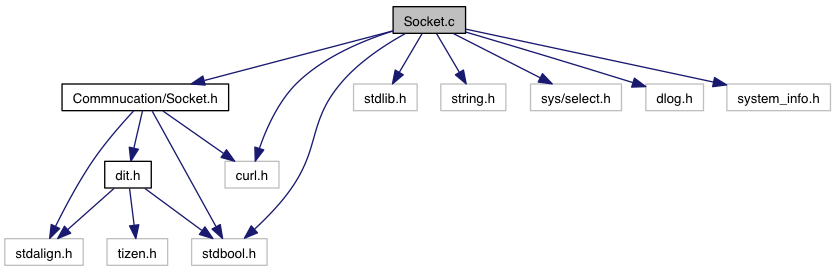 Socket.c
Commnucation/Socket.h
stdlib.h
string.h
sys/select.h
dlog.h
system_info.h
dit.h
curl.h
stdalign.h
tizen.h
stdbool.h